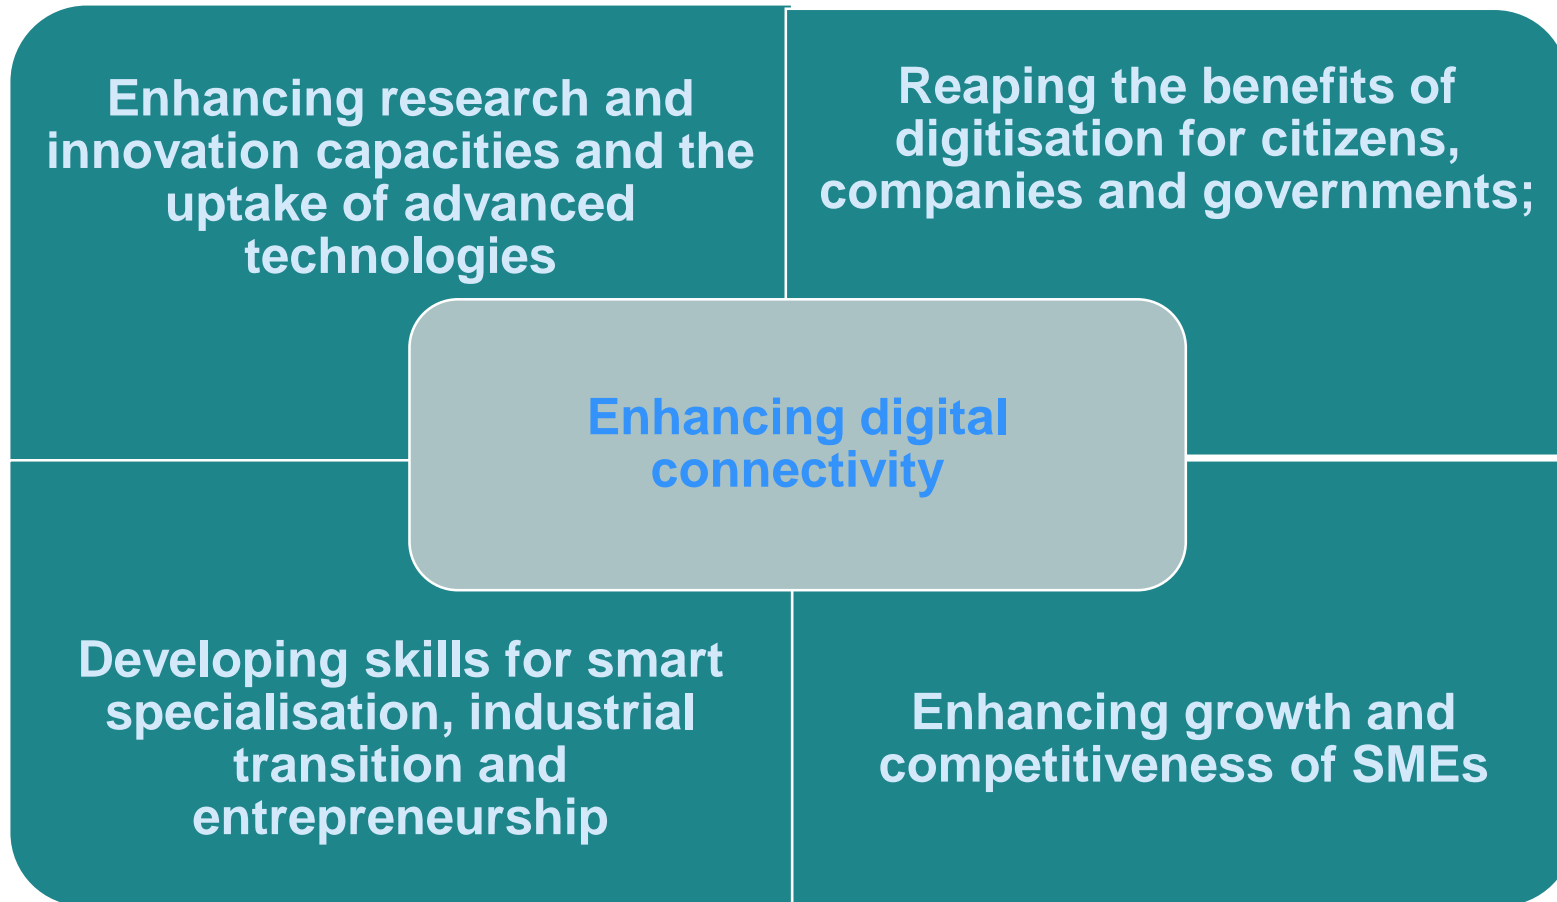 Enhancing research and
innovation capacities and the
uptake of advanced
technologies
Reaping the benefits of
digitisation for citizens,
companies and governments;
Enhancing digital
connectivity
Developing skills for smart
specialisation, industrial
transition and
entrepreneurship
Enhancing growth and
competitiveness of SMEs